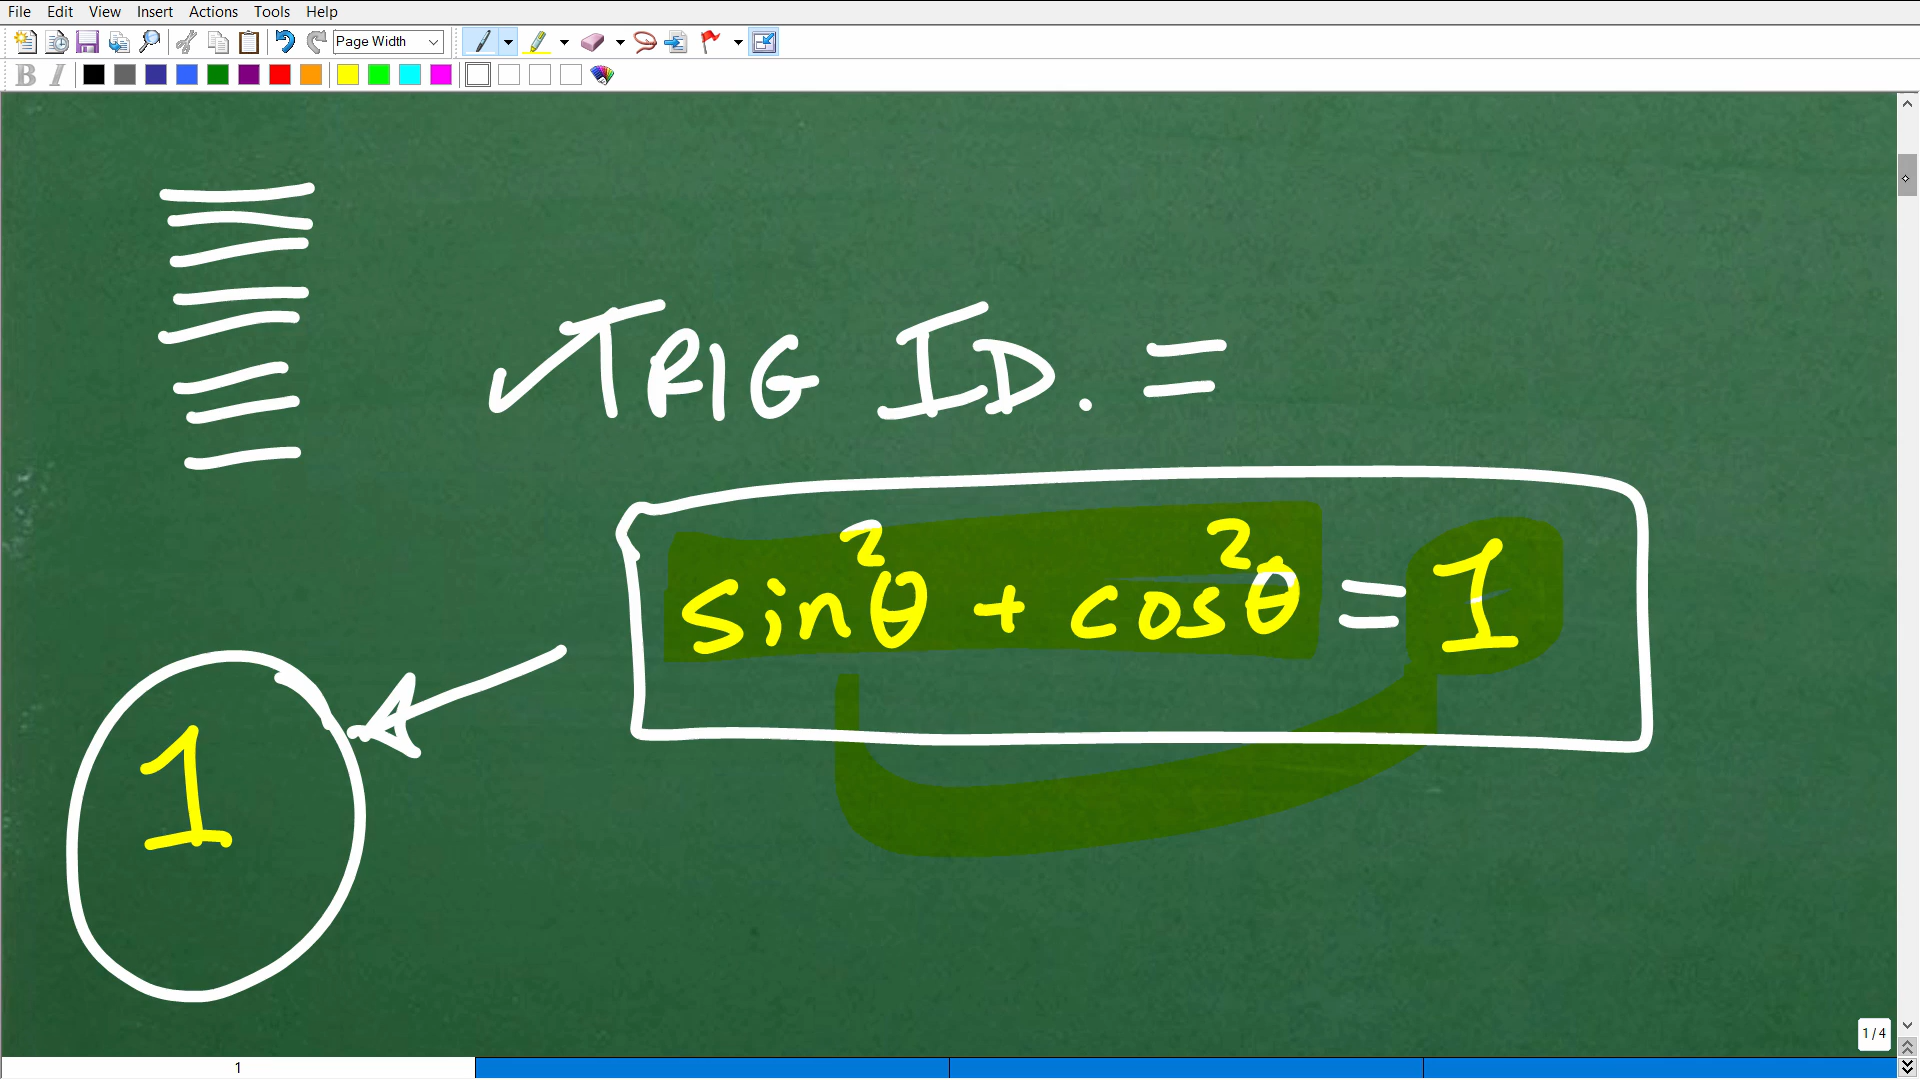 File Edit View Insert Actions Tools Help
Page Width
B I
✓TRIG ID. =
sin²θ + cos²θ = 1
1
1/4
1